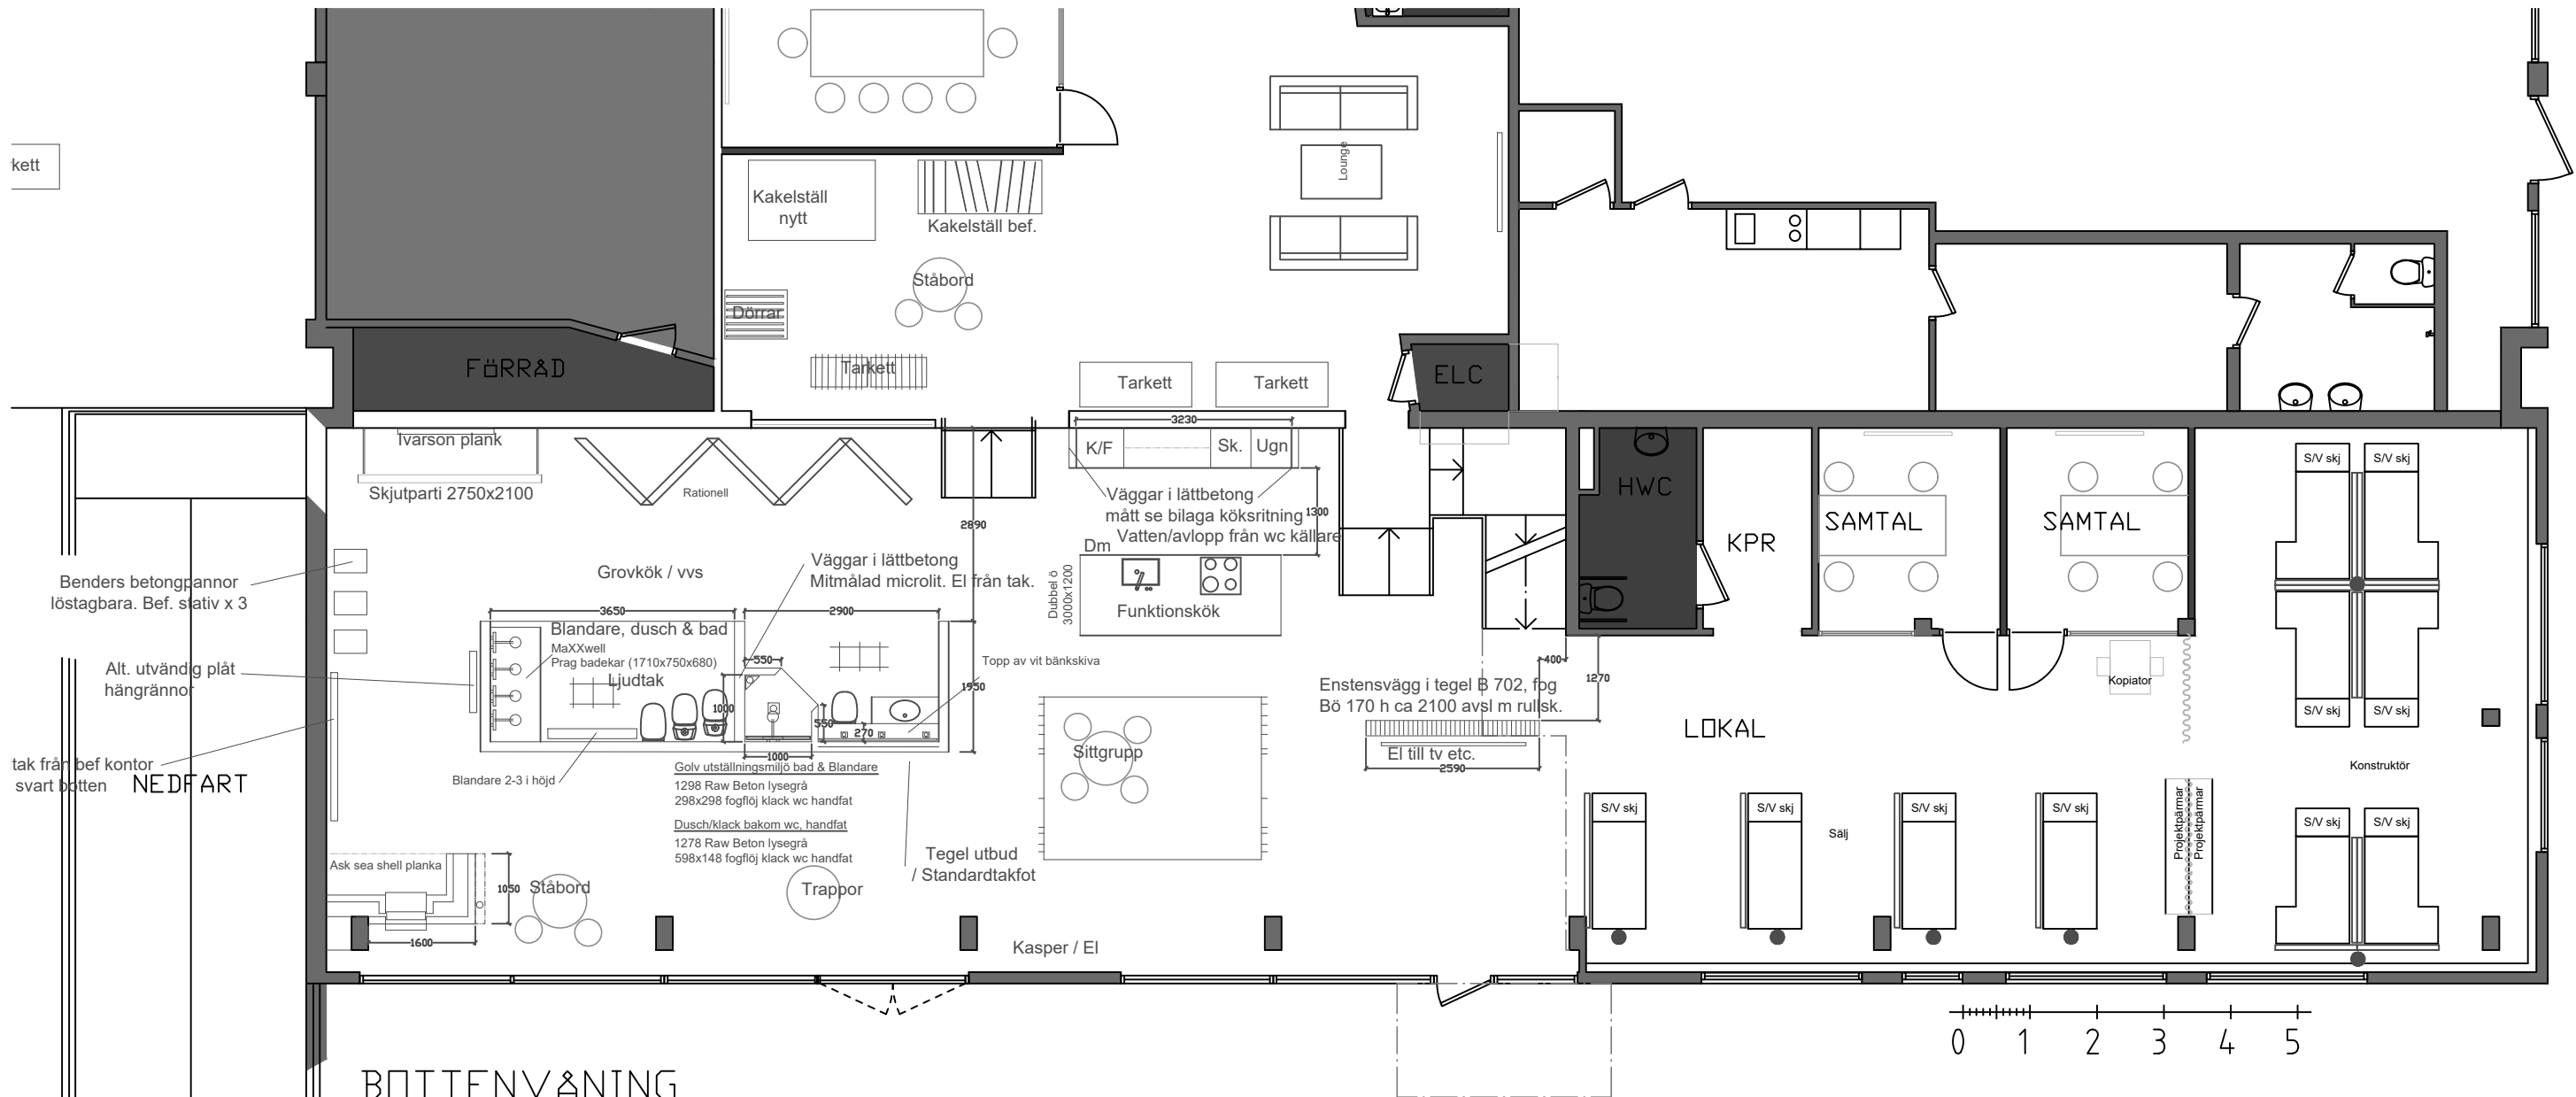 Lounge
kett
Kakelställ
nytt
Kakelställ bef.
Ståbord
Dörrar
Tarkett
FÖRRÅD
Tarkett
Tarkett
ELC
3230
Ivarson plank
Skjutparti 2750x2100
Rationell
K/F
Sk.
Ugn
2890
Väggar i lättbetong
mått se bilaga köksritning
Vatten/avlopp från wc källare
1300
Dm
Dubbel ö
3000x1200
Funktionskök
HWC
KPR
SAMTAL
SAMTAL
S/V skj
S/V skj
Benders betongpannor
löstagbara. Bef. stativ x 3
Grovkök / vvs
Väggar i lättbetong
Mitmålad microlit. El från tak.
3650
2900
Blandare, dusch & bad
MaXXwell
Prag badekar (1710x750x680)
Ljudtak
550
1000
550
270
1000
1950
Topp av vit bänkskiva
Alt. utvändig plåt
hängrännor
tak från bef kontor
svart botten
NEDFART
Blandare 2-3 i höjd
Golv utställningsmiljö bad & Blandare
1298 Raw Beton lysegrå
298x298 fogflöj klack wc handfat
Dusch/klack bakom wc, handfat
1278 Raw Beton lysegrå
598x148 fogflöj klack wc handfat
Tegel utbud
/ Standardtakfot
Sittgrupp
400
1270
Enstensvägg i tegel B 702, fog
Bö 170 h ca 2100 avsl m rullsk.
El till tv etc.
2590
LOKAL
Kopiator
S/V skj
S/V skj
Konstruktör
Ask sea shell planka
1050
1600
Ståbord
Trappor
Kasper / El
S/V skj
S/V skj
S/V skj
S/V skj
Sälj
Projektpärmar
Projektpärmar
S/V skj
S/V skj
0 1 2 3 4 5
BOTTENVÅNING